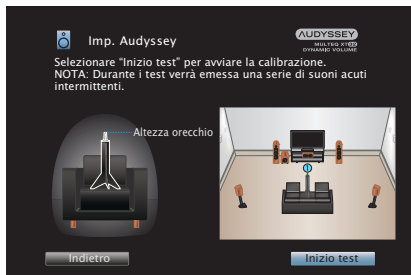 Imp. Audyssey
AUDYSSEY
MULTEQ XT32
DYNAMIC VOLUME
Selezionare “Inizio test” per avviare la calibrazione.
NOTA: Durante i test verrà emessa una serie di suoni acuti
intermittenti.
Altezza orecchio
1
Indietro
Inizio test